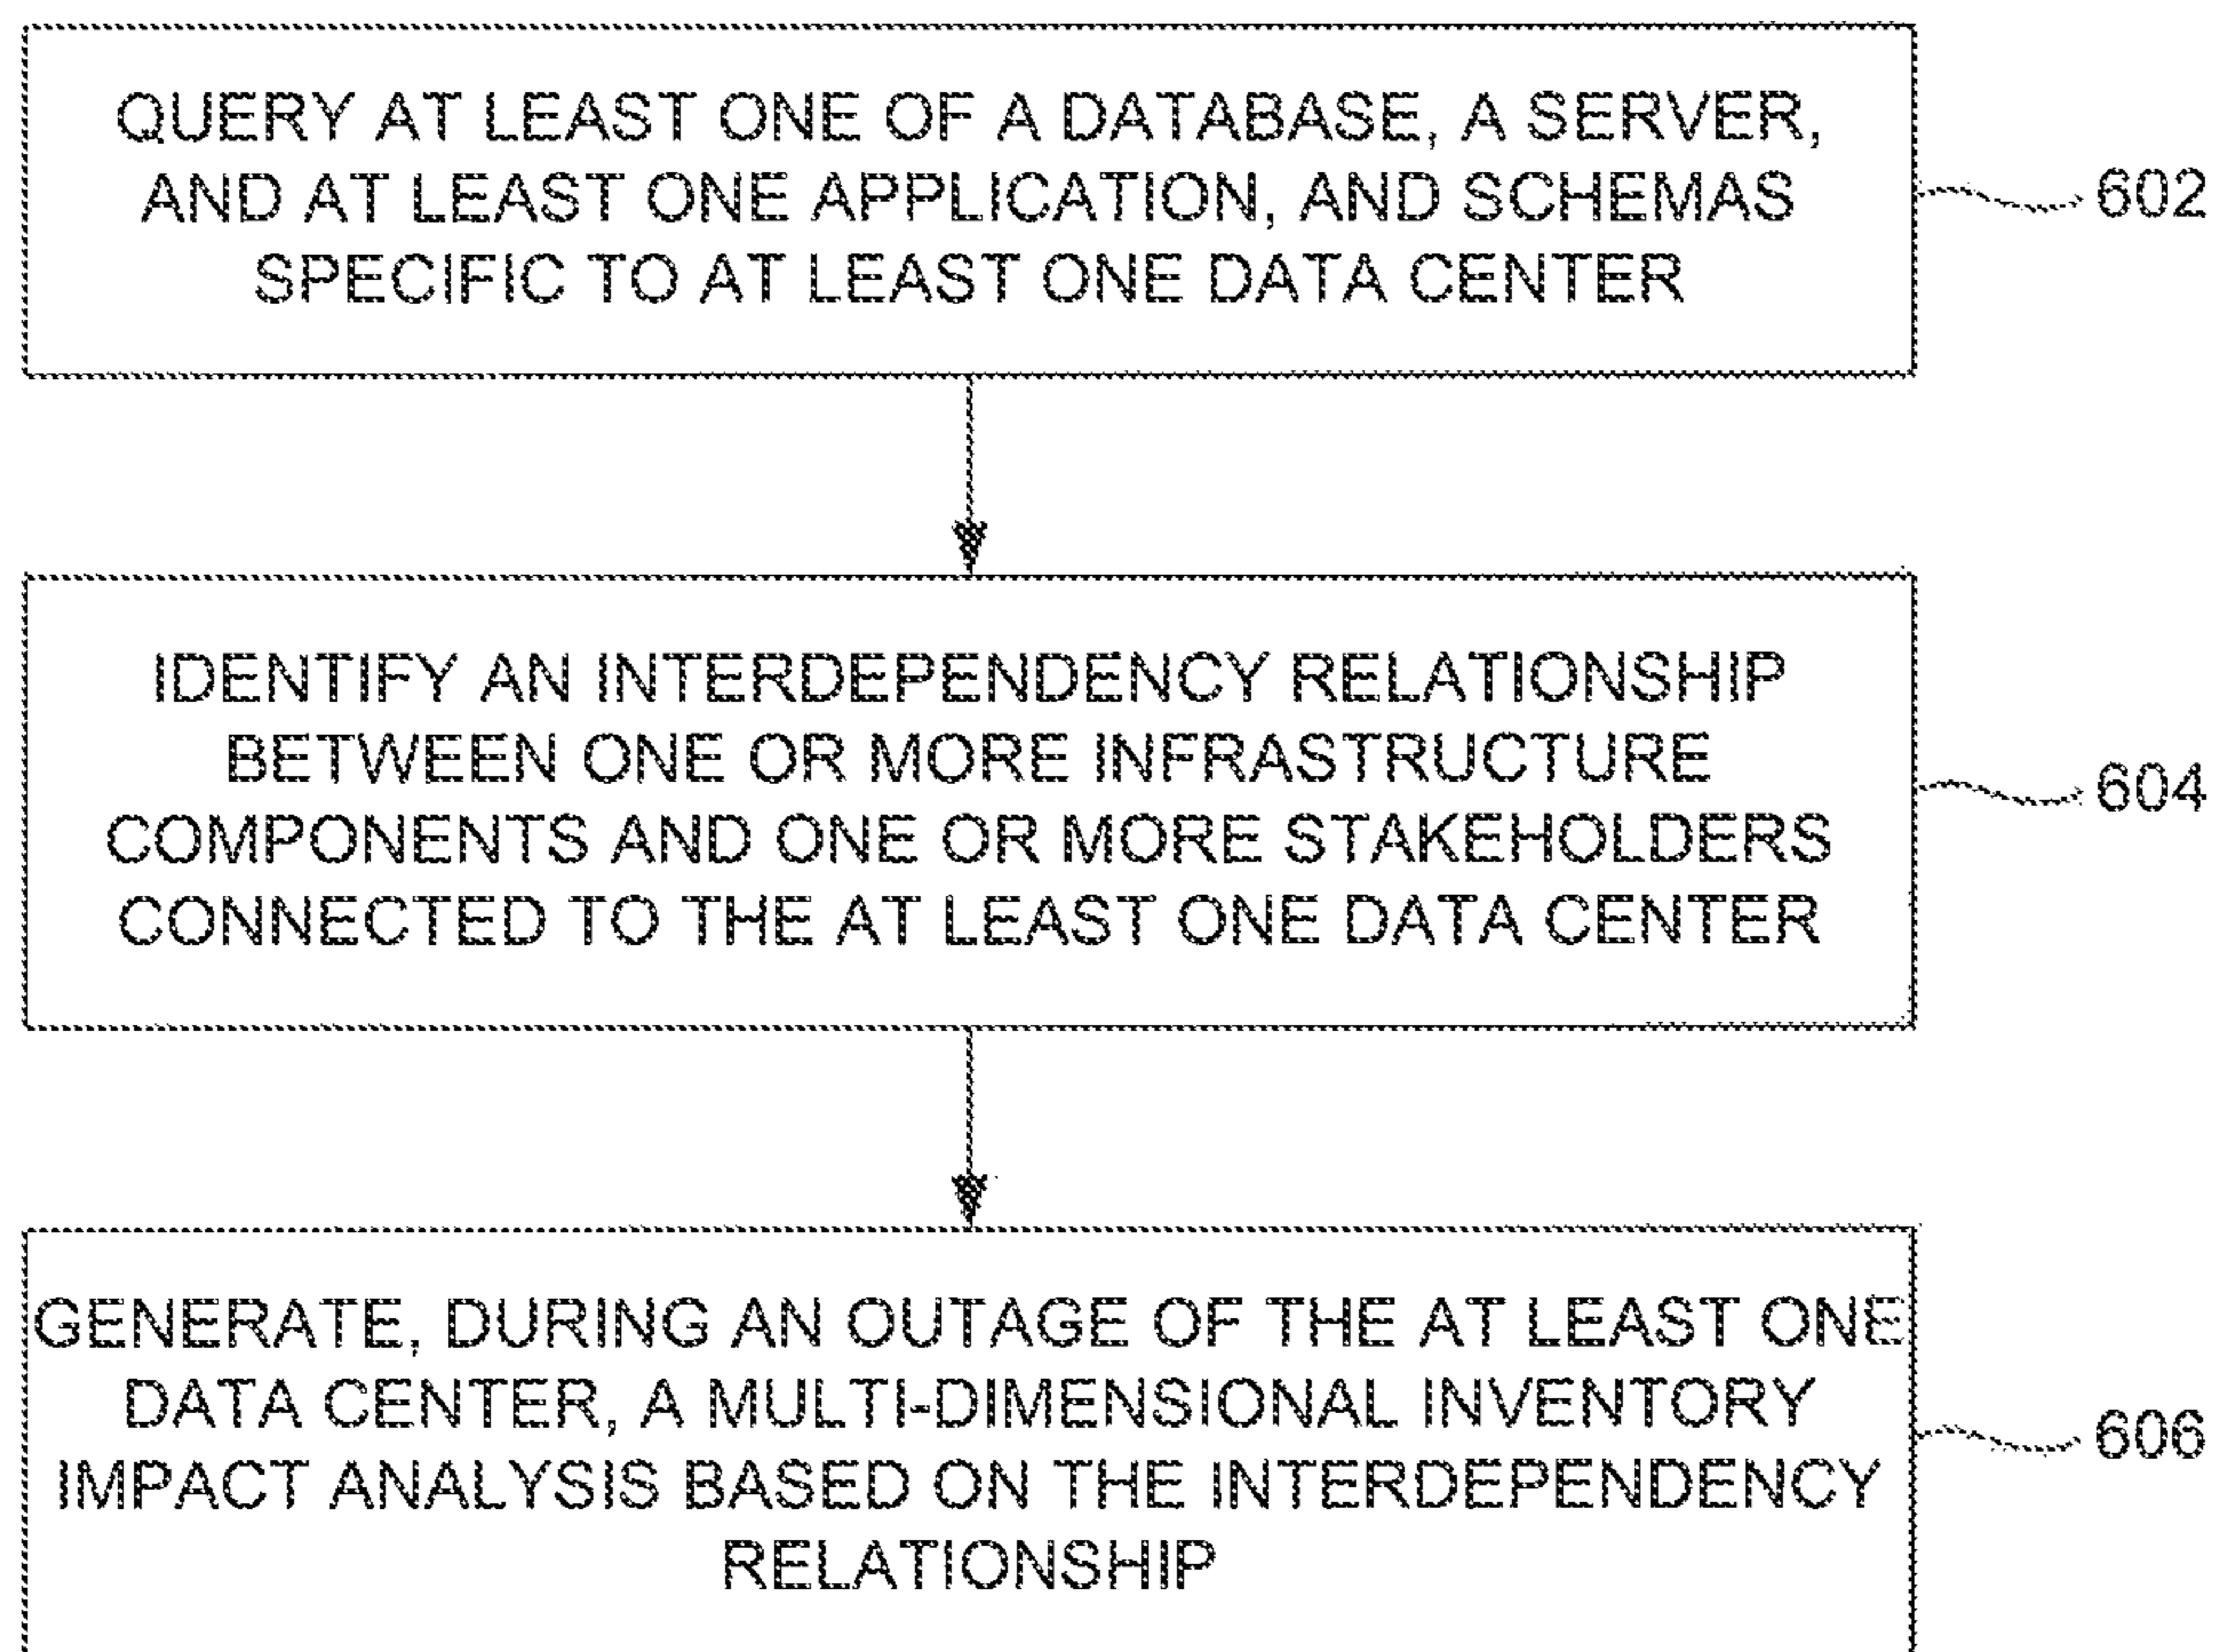 QUERY AT LEAST ONE OF A DATABASE, A SERVER,
AND AT LEAST ONE APPLICATION, AND SCHEMAS
SPECIFIC TO AT LEAST ONE DATA CENTER
602
IDENTIFY AN INTERDEPENDENCY RELATIONSHIP
BETWEEN ONE OR MORE INFRASTRUCTURE
COMPONENTS AND ONE OR MORE STAKEHOLDERS
CONNECTED TO THE AT LEAST ONE DATA CENTER
604
GENERATE, DURING AN OUTAGE OF THE AT LEAST ONE
DATA CENTER, A MULTI-DIMENSIONAL INVENTORY
IMPACT ANALYSIS BASED ON THE INTERDEPENDENCY
RELATIONSHIP
606